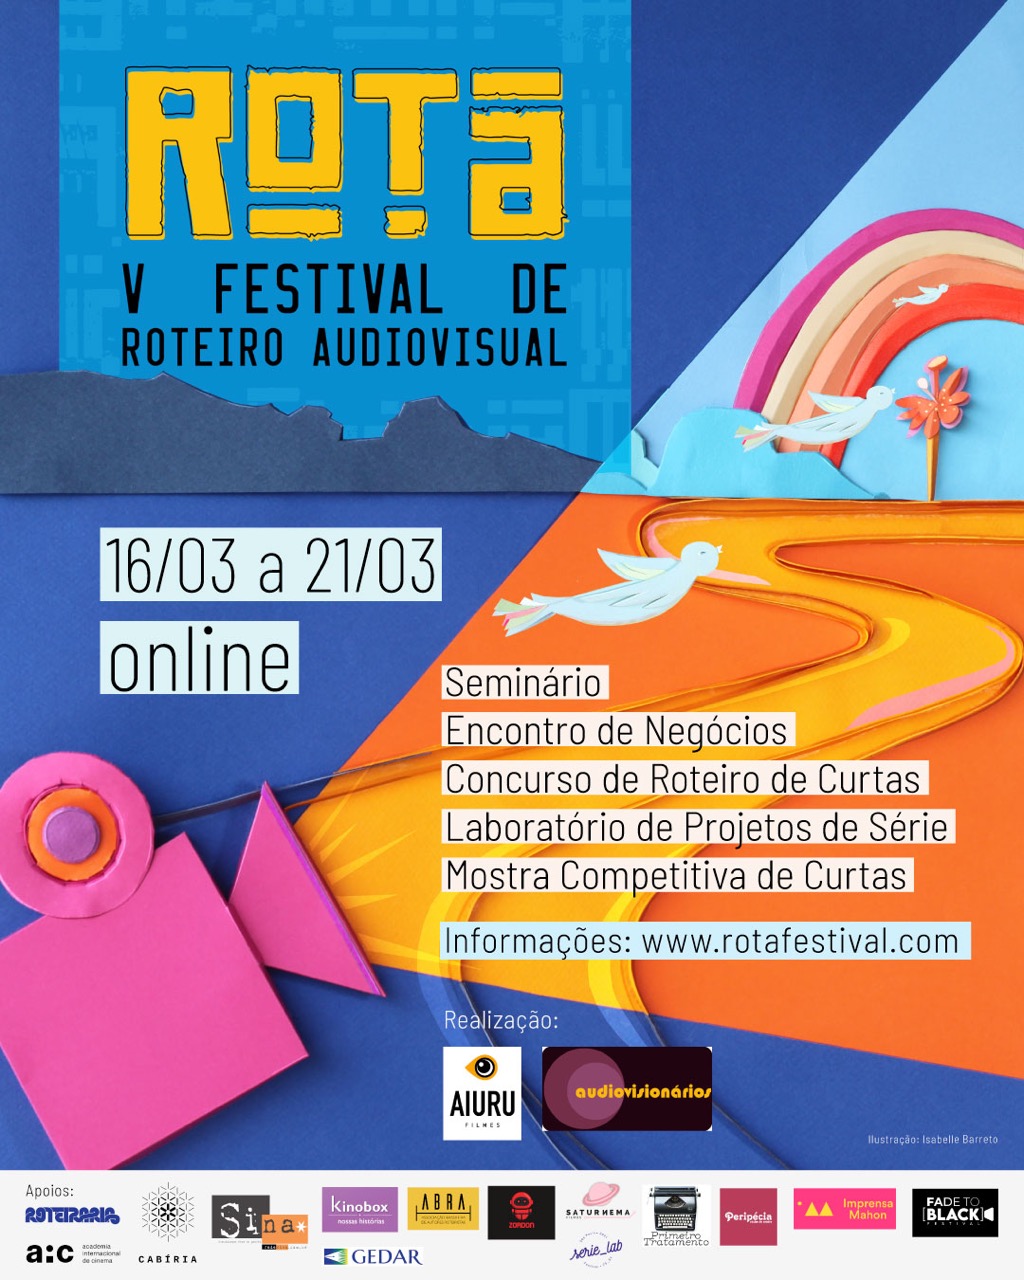 ROTA
V FESTIVAL DE
ROTEIRO AUDIOVISUAL
16/03 a 21/03
online
Seminário
Encontro de Negócios
Concurso de Roteiro de Curtas
Laboratório de Projetos de Série
Mostra Competitiva de Curtas
Informações: www.rotafestival.com
Realização:
AIURU
FILMES
audiovisionários
Ilustração: Isabelle Barreto
Apoios:
ROTEIRARIA
CABÍRIA
Sina*
kinobox
nossas histórias
ABRA
ZORDON
SATURNEMA
FILMES
Primeiro
Tratamento
Peripécia
Imprensa
Mahon
FADE TO
BLACK
FESTIVAL
a:c academia
internacional
de cinema
GEDAR
serie_lab